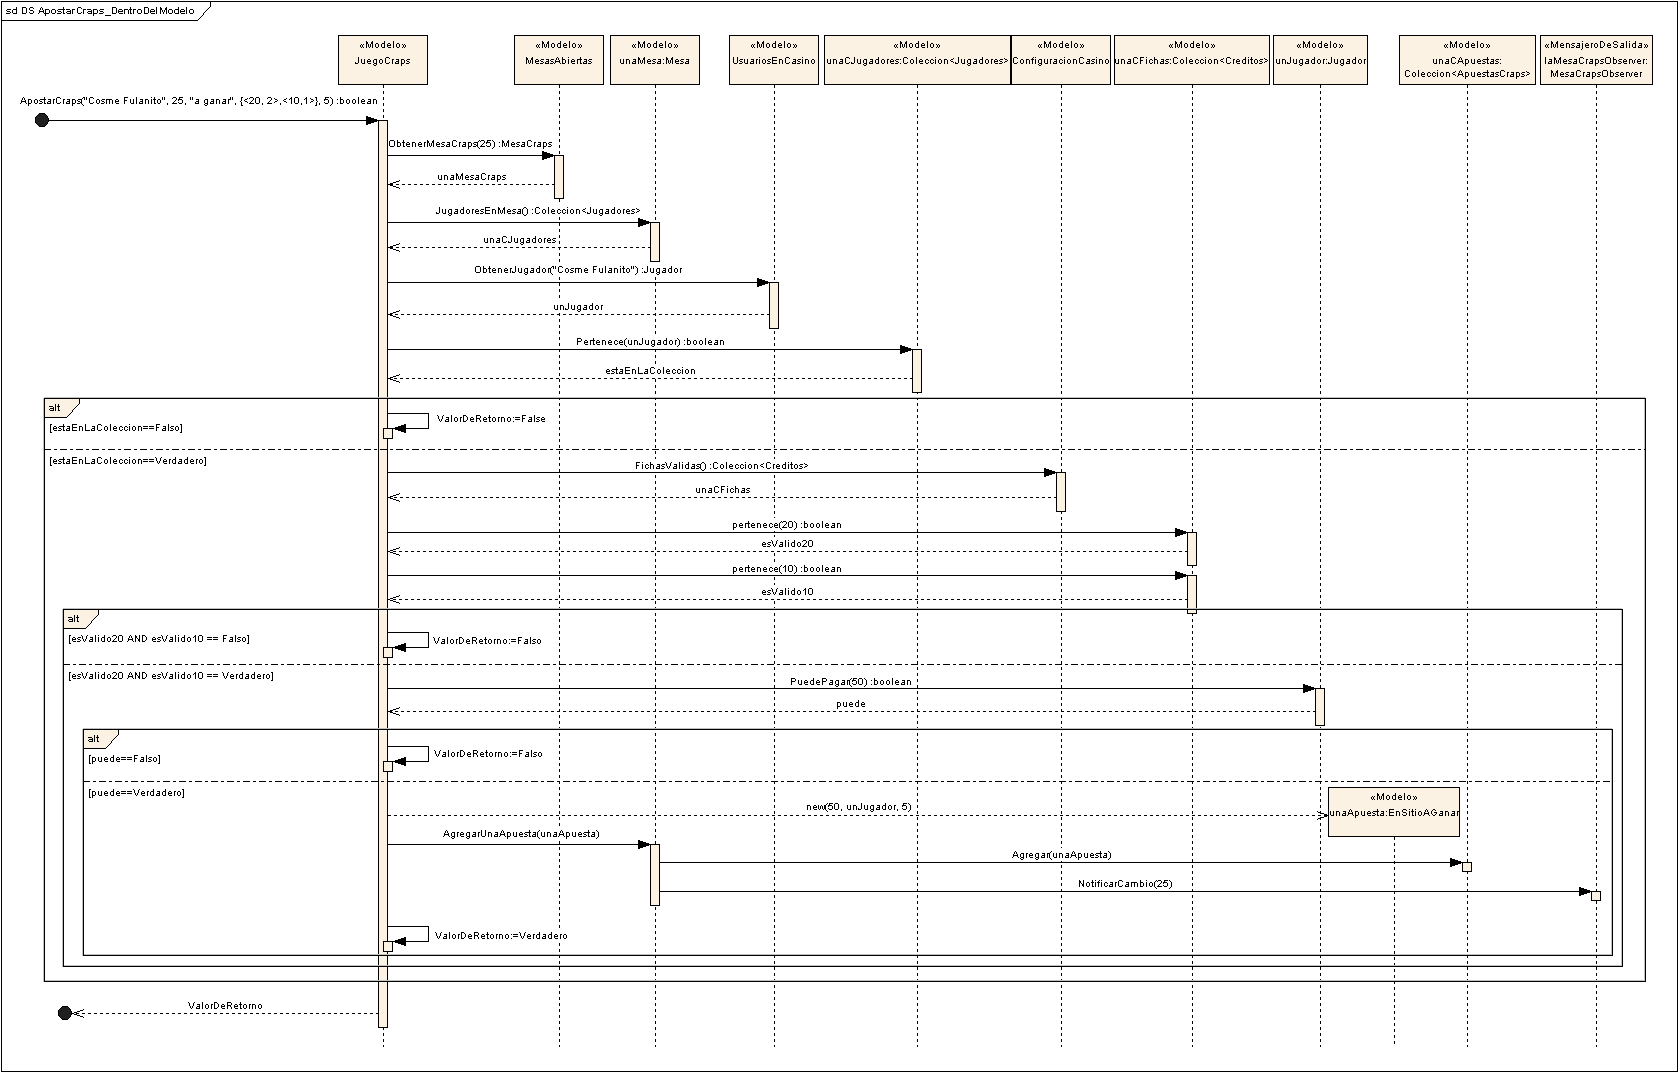 sd DS ApostarCraps_DentroDelModelo
«Modelo»
JuegoCraps
«Modelo»
MesasAbiertas
«Modelo»
unaMesa:Mesa
«Modelo»
UsuariosEnCasino
«Modelo»
unaCJugadores:Coleccion<Jugadores>
«Modelo»
ConfiguracionCasino
«Modelo»
unaCFichas:Coleccion<Creditos>
«Modelo»
unJugador:Jugador
«Modelo»
unaCApuestas:
Coleccion<ApuestasCraps>
«MensajeroDeSalida»
laMesaCrapsObserver:
MesaCrapsObserver
ApostarCraps("Cosme Fulanito", 25, "a ganar", {<20, 2>,<10,1>}, 5) :boolean
ObtenerMesaCraps(25) :MesaCraps
unaMesaCraps
JugadoresEnMesa() :Coleccion<Jugadores>
unaCJugadores
ObtenerJugador("Cosme Fulanito") :Jugador
unJugador
Pertenece(unJugador) :boolean
estaEnLaColeccion
alt
[estaEnLaColeccion==Falso]
ValorDeRetorno:=False
[estaEnLaColeccion==Verdadero]
FichasValidas() :Coleccion<Creditos>
unaCFichas
pertenece(20) :boolean
esValido20
pertenece(10) :boolean
esValido10
alt
[esValido20 AND esValido10 == Falso]
ValorDeRetorno:=Falso
[esValido20 AND esValido10 == Verdadero]
PuedePagar(50) :boolean
puede
alt
[puede==Falso]
ValorDeRetorno:=Falso
[puede==Verdadero]
new(50, unJugador, 5)
«Modelo»
unaApuesta:EnSitioAGanar
AgregarUnaApuesta(unaApuesta)
Agregar(unaApuesta)
NotificarCambio(25)
ValorDeRetorno:=Verdadero
ValorDeRetorno